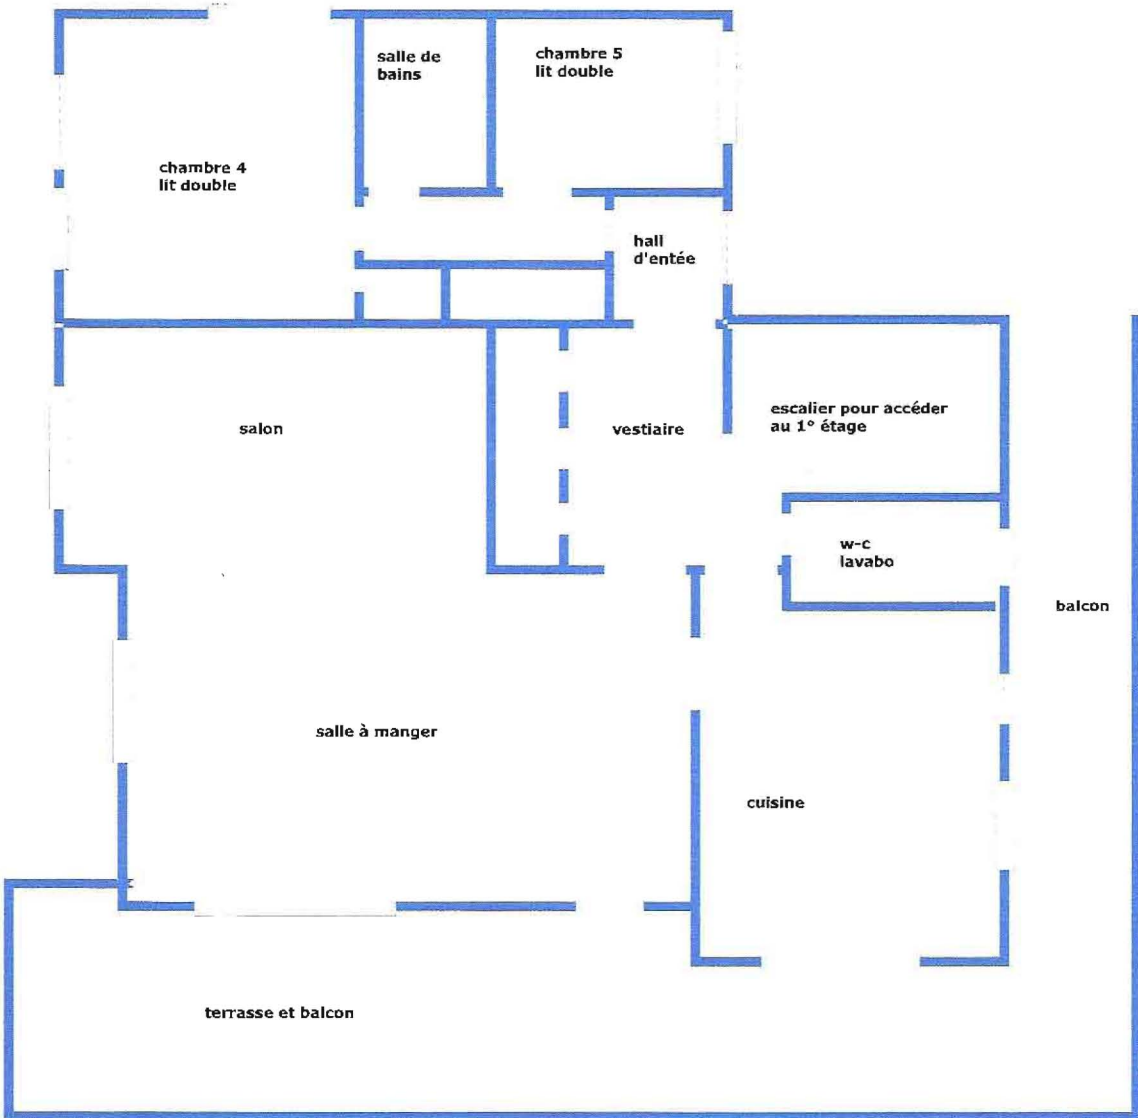 salle de
bains
chambre 5
lit double
chambre 4
lit double
hall
d'entée
salon
vestiaire
escalier pour accéder
au 1° étage
w-c
lavabo
balcon
salle à manger
cuisine
terrasse et balcon